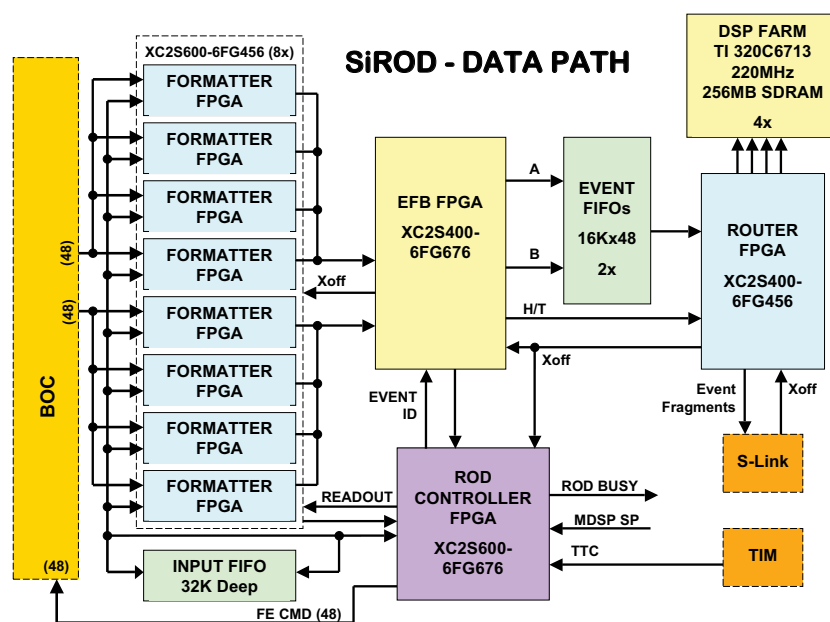 SiROD - DATA PATH
XC2S600-6FG456 (8x)
BOC
(48)
(48)
(48)
FORMATTER
FPGA
FORMATTER
FPGA
FORMATTER
FPGA
FORMATTER
FPGA
FORMATTER
FPGA
FORMATTER
FPGA
FORMATTER
FPGA
FORMATTER
FPGA
INPUT FIFO
32K Deep
FE CMD (48)
EFB FPGA
XC2S400-
6FG676
Xoff
A
B
H/T
EVENT
FIFOs
16Kx48
2x
DSP FARM
TI 320C6713
220MHz
256MB SDRAM
4x
ROUTER
FPGA
XC2S400-
6FG456
Xoff
EVENT
ID
READOUT
ROD
CONTROLLER
FPGA
XC2S600-
6FG676
ROD BUSY
MDSP SP
TTC
Event
Fragments
Xoff
S-Link
TIM